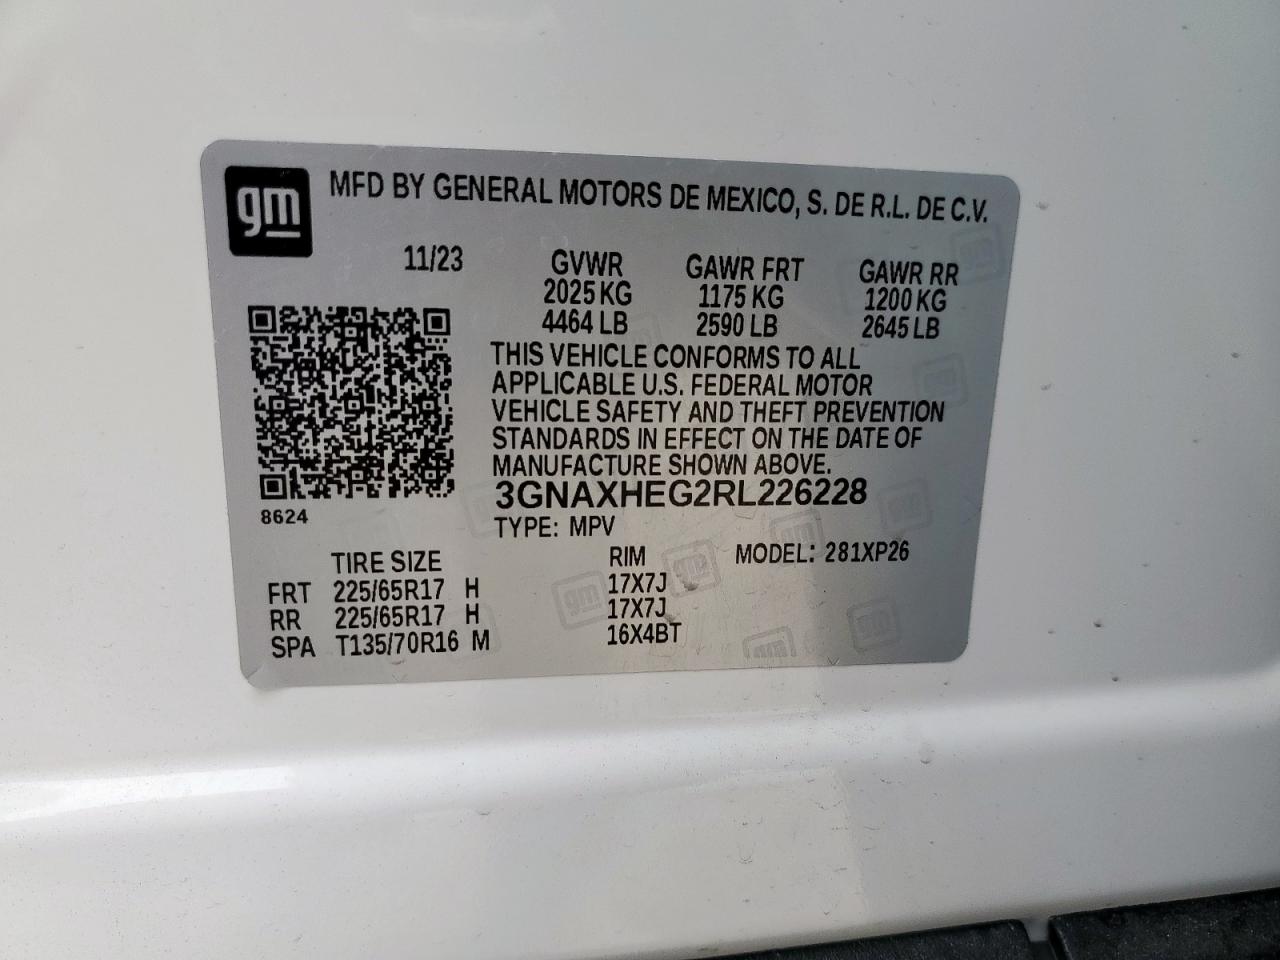 gm MFD BY GENERAL MOTORS DE MEXICO, S. DE R.L. DE C.V.
11/23 GVWR GAWR FRT GAWR RR
2025 KG 1175 KG 1200 KG
4464 LB 2590 LB 2645 LB
THIS VEHICLE CONFORMS TO ALL
APPLICABLE U.S. FEDERAL MOTOR
VEHICLE SAFETY AND THEFT PREVENTION
STANDARDS IN EFFECT ON THE DATE OF
MANUFACTURE SHOWN ABOVE.
3GNAXHEG2RL226228
8624
TYPE: MPV
TIRE SIZE RIM MODEL: 281XP26
FRT 225/65R17 H 17X7J
RR 225/65R17 H 17X7J
SPA T135/70R16 M 16X4BT